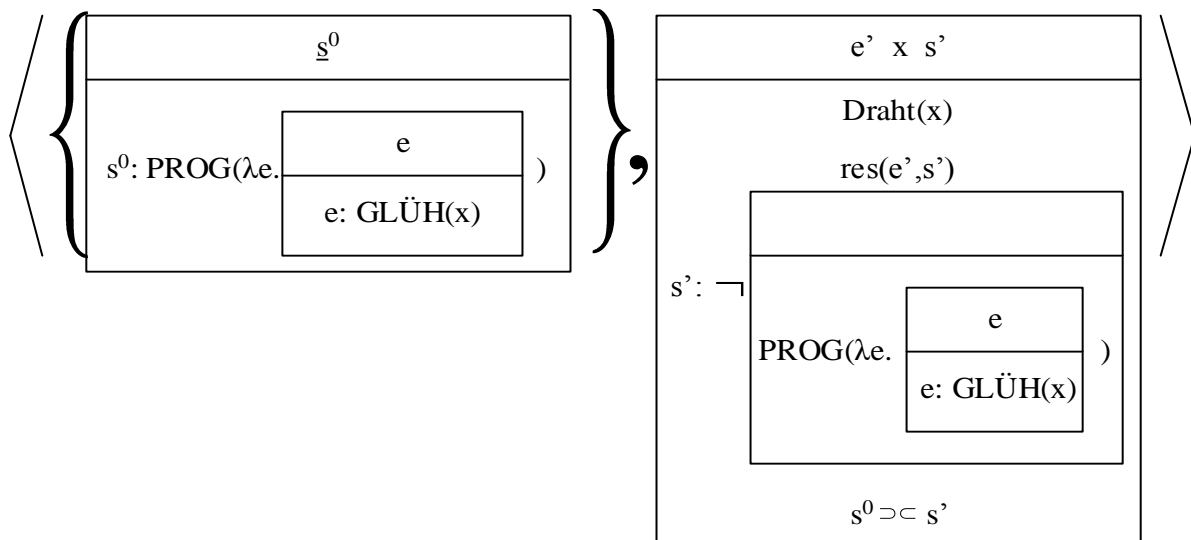 s⁰
s⁰: PROG(λe.
e
e: GLÜH(x)
)
,
e’ x s’
Draht(x)
res(e’,s’)
s’: ¬
PROG(λe.
e
e: GLÜH(x)
)
s⁰ ⊃⊂ s’